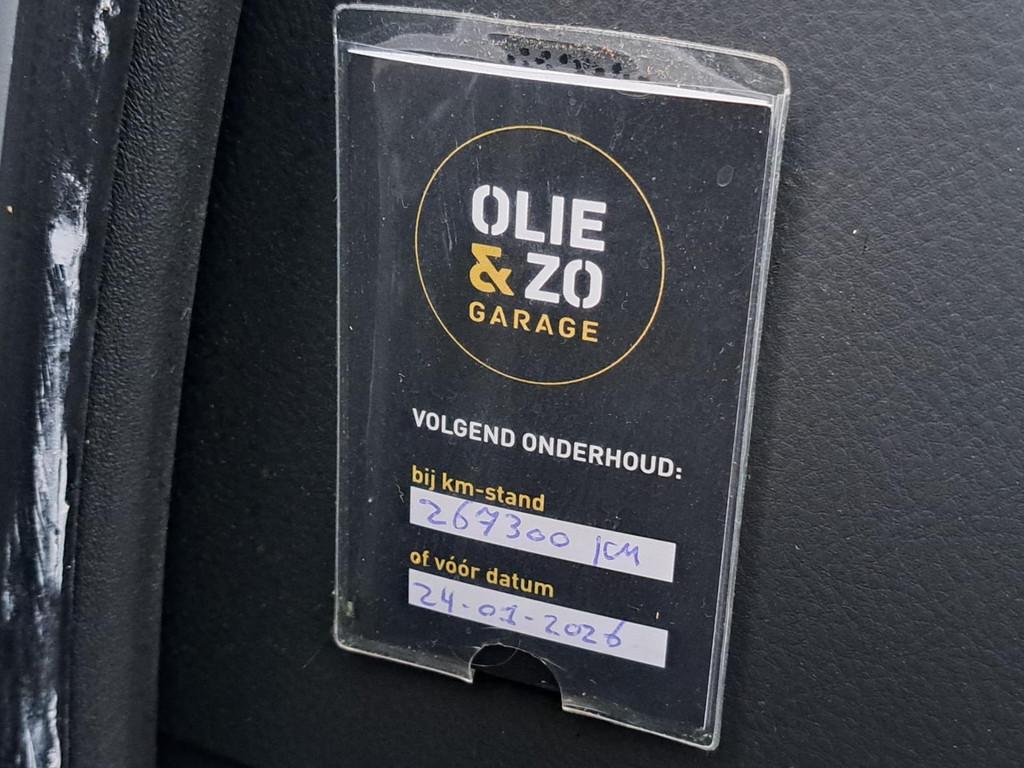 OLIE
& ZO
GARAGE
VOLGEND ONDERHOUD:
bij km-stand
267300 KM
of vóór datum
24-01-2026